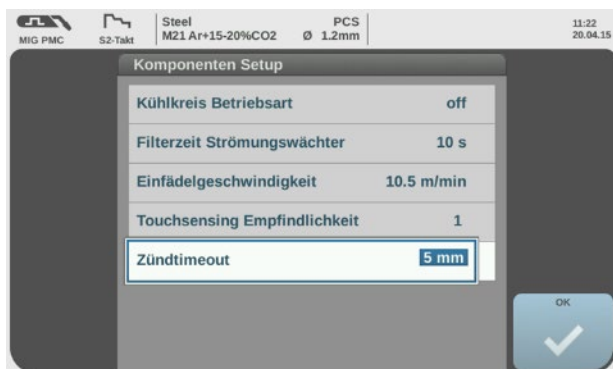 Steel PCS
M21 Ar+15-20%CO2 Ø 1.2mm
MIG PMC S2-Takt
11:22
20.04.15
Komponenten Setup
Kühlkreis Betriebsart off
Filterzeit Strömungswächter 10 s
Einfädelgeschwindigkeit 10.5 m/min
Touchsensing Empfindlichkeit 1
Zündtimeout 5 mm
OK